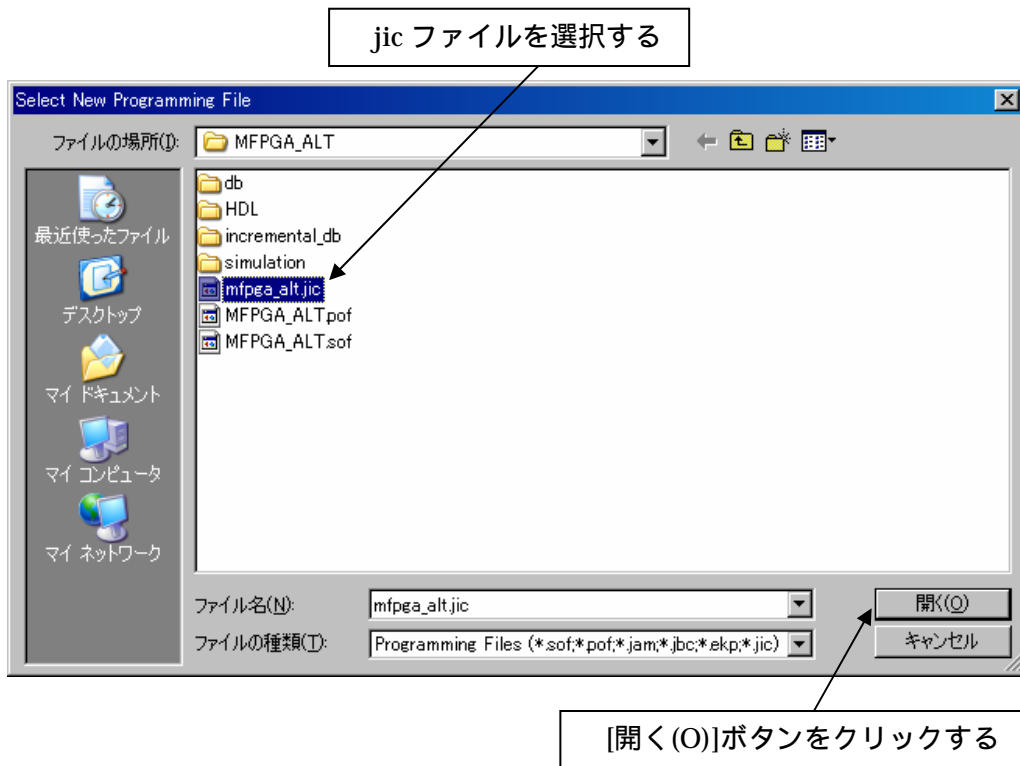 jic ファイルを選択する
Select New Programming File
ファイルの場所(I):
MFPGA_ALT
db
HDL
incremental_db
simulation
mfpga_alt.jic
MFPGA_ALT.pof
MFPGA_ALT.sof
最近使ったファイル
デスクトップ
マイ ドキュメント
マイ コンピュータ
マイ ネットワーク
ファイル名(N):
mfpga_alt.jic
開く(O)
ファイルの種類(T):
Programming Files (*.sof;*.pof;*.jam;*.jbc;*.ekp;*.jic)
キャンセル
[開く(O)]ボタンをクリックする